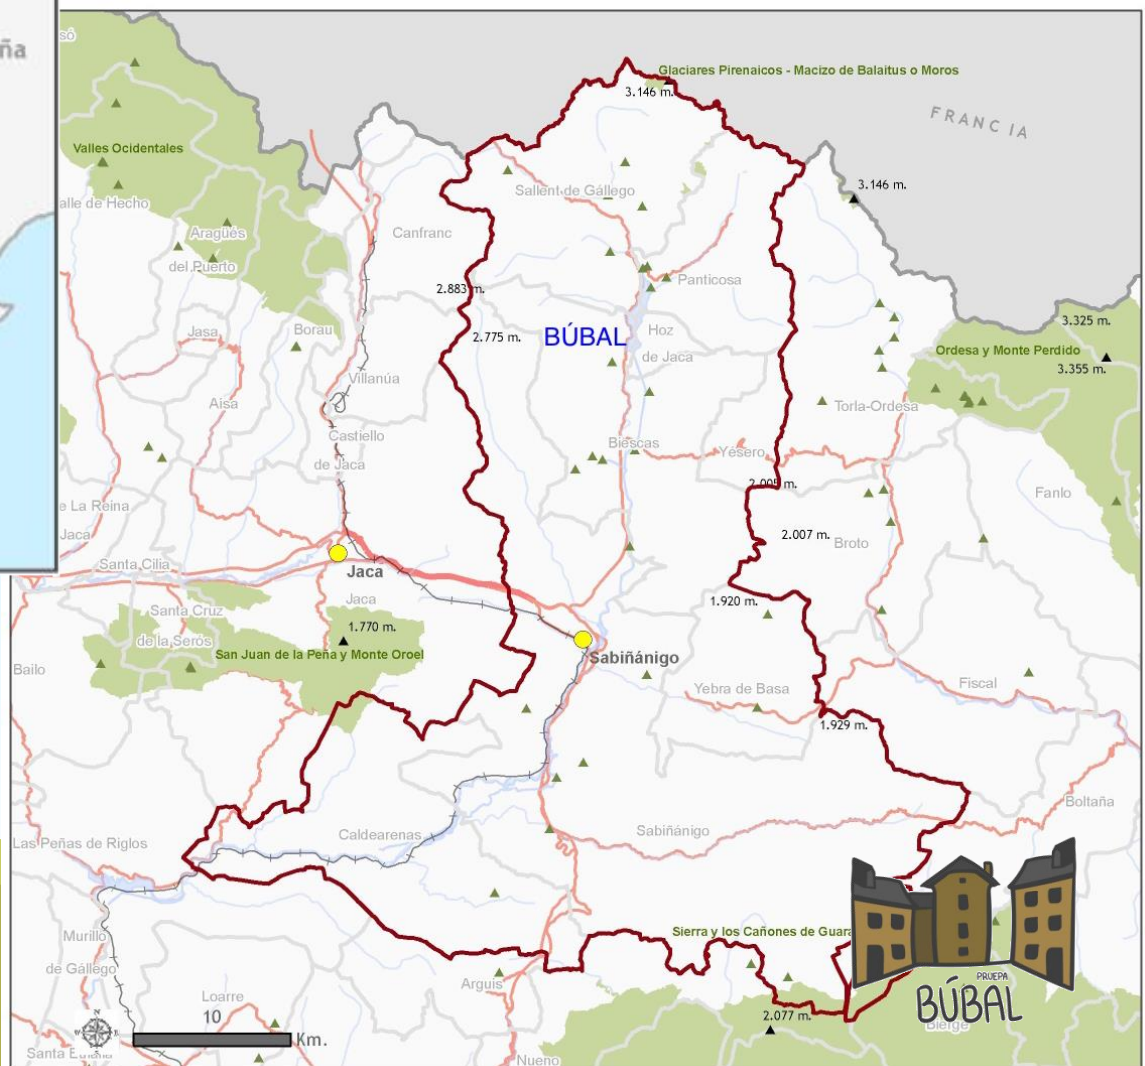 ña
Glaciares Pirenaicos - Macizo de Balaitus o Moros
3.146 m.
FRANCIA
Valles Ocidentales
3.146 m.
Sallent de Gállego
alle de Hecho
Aragüés
del Puerto
Canfranc
Panticosa
2.883 m.
3.325 m.
Jasa
Borau
2.775 m.
BÚBAL
Hoz
de Jaca
Ordesa y Monte Perdido
3.355 m.
Villanúa
Aisa
Torla-Ordesa
Castiello
de Jaca
Biescas
Yésero
2.005 m.
Fanlo
e La Reina
Jaca
2.007 m.
Broto
Santa Cilia
Jaca
Jaca
1.920 m.
Santa Cruz
de la Serós
1.770 m.
San Juan de la Peña y Monte Oroel
Sabiñánigo
Bailo
Yebra de Basa
Fiscal
1.929 m.
Boltaña
Las Peñas de Riglos
Caldearenas
Sabiñánigo
Sierra y los Cañones de Guara
Murillo
de Gállego
Arguis
PRUEPA
BÚBAL
Loarre
10
Km.
2.077 m.
Bierge
Nueno